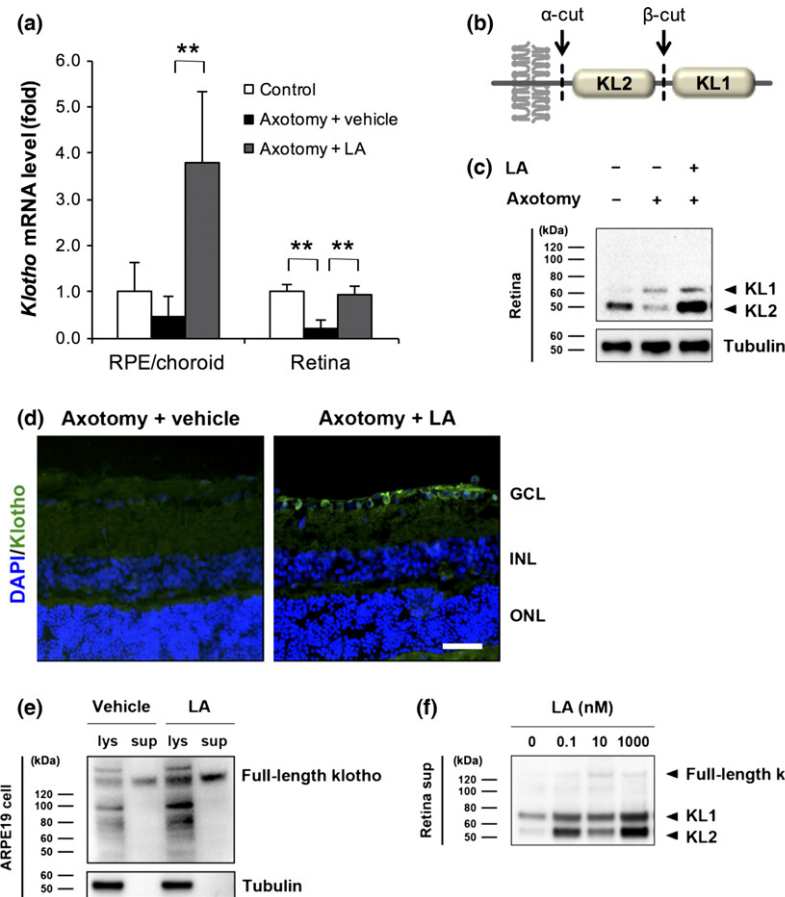 (a)
**
6.0
5.0
4.0
3.0
2.0
1.0
0.0
Klotho mRNA level (fold)
Control
Axotomy + vehicle
Axotomy + LA
** **
RPE/choroid Retina
(b)
α-cut β-cut
KL2 KL1
(c)
LA – – +
Axotomy – + +
(kDa)
120
100
80
60
50
KL1
KL2
Retina
60
50
Tubulin
(d) Axotomy + vehicle Axotomy + LA
DAPI/Klotho
GCL
INL
ONL
(e) Vehicle LA
lys sup lys sup
(kDa)
Full-length klotho
120
100
80
60
50
ARPE19 cell
60
50
Tubulin
(f) LA (nM)
0 0.1 10 1000
(kDa)
120
100
80
60
50
Retina sup
Full-length k
KL1
KL2